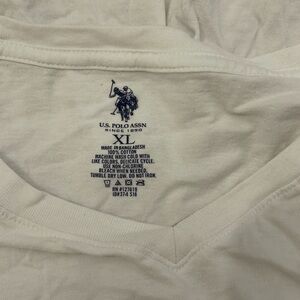 U.S. POLO ASSN
SINCE 1890
XL
MADE IN BANGLADESH
100% COTTON
MACHINE WASH COLD WITH
LIKE COLORS, DELICATE CYCLE.
USE NON-CHLORINE
BLEACH WHEN NEEDED.
TUMBLE DRY LOW. DO NOT IRON.